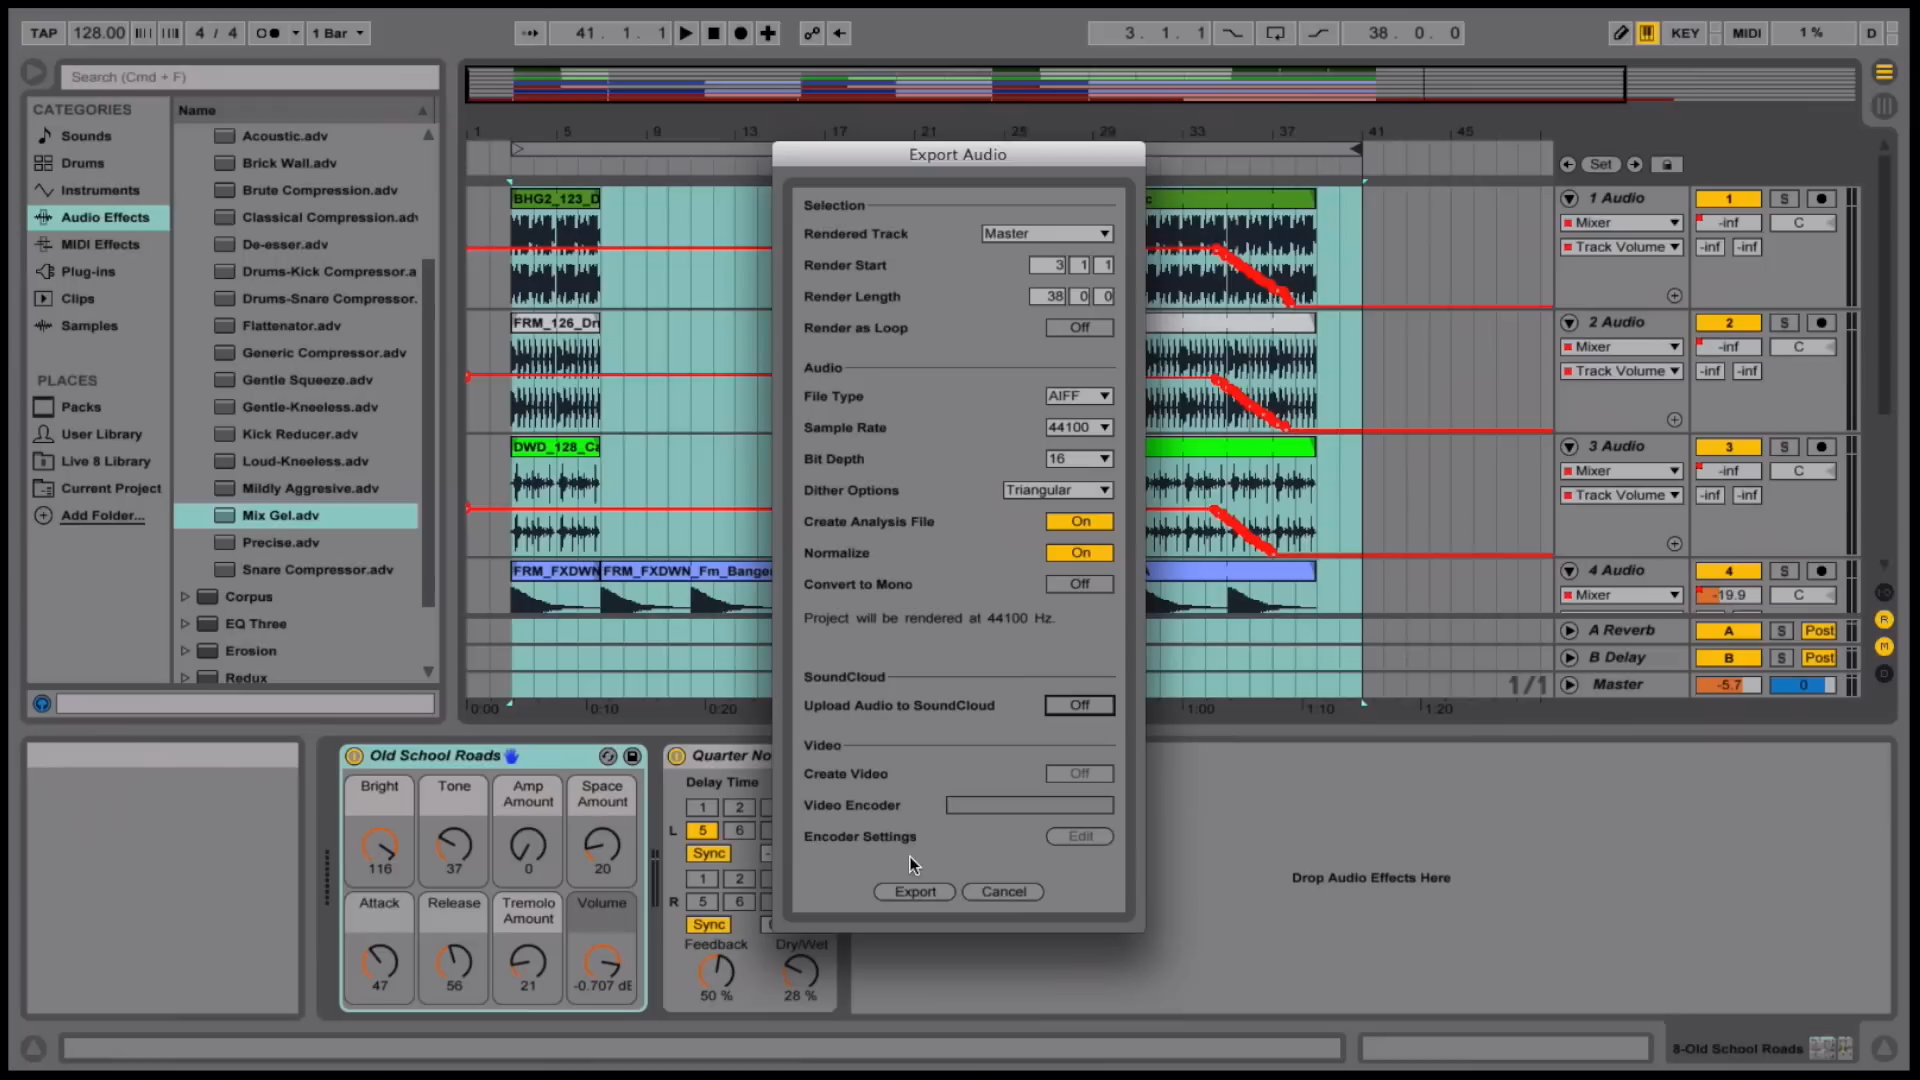 TAP 128.00 4 / 4 1 Bar 41. 1. 1 3. 1. 1 38. 0. 0 KEY MIDI 1 % D
Search (Cmd + F)
CATEGORIES
Sounds
Drums
Instruments
Audio Effects
MIDI Effects
Plug-ins
Clips
Samples
PLACES
Packs
User Library
Live 8 Library
Current Project
Add Folder...
Name
Acoustic.adv
Brick Wall.adv
Brute Compression.adv
Classical Compression.adv
De-esser.adv
Drums-Kick Compressor.a
Drums-Snare Compressor.
Flattenator.adv
Generic Compressor.adv
Gentle Squeeze.adv
Gentle-Kneeless.adv
Kick Reducer.adv
Loud-Kneeless.adv
Mildly Aggresive.adv
Mix Gel.adv
Precise.adv
Snare Compressor.adv
Corpus
EQ Three
Erosion
Redux
1 5 9 13 17 21 25 29 33 37 41 45
BHG2_123_D
FRM_126_Dr
DWD_128_Ca
FRM_FXDWN FRM_FXDWN_Fm_Banger
0:00 0:10 0:20 1:00 1:10 1:20
1/1
Export Audio
Selection
Rendered Track Master
Render Start 3 1 1
Render Length 38 0 0
Render as Loop Off
Audio
File Type AIFF
Sample Rate 44100
Bit Depth 16
Dither Options Triangular
Create Analysis File On
Normalize On
Convert to Mono Off
Project will be rendered at 44100 Hz.
SoundCloud
Upload Audio to SoundCloud Off
Video
Create Video Off
Video Encoder
Encoder Settings Edit
Export Cancel
Set
1 Audio 1 S
Mixer -inf C
Track Volume -inf -inf
2 Audio 2 S
Mixer -inf C
Track Volume -inf -inf
3 Audio 3 S
Mixer -inf C
Track Volume -inf -inf
4 Audio 4 S
Mixer -19.9 C
A Reverb A S Post
B Delay B S Post
Master -5.7 0
R
M
D
Old School Roads
Bright Tone Amp Amount Space Amount
116 37 0 20
Attack Release Tremolo Amount Volume
47 56 21 -0.707 dB
Quarter No
Delay Time
1 2
L 5 6
Sync
1 2
R 5 6
Sync
Feedback Dry/Wet
50 % 28 %
Drop Audio Effects Here
8-Old School Roads